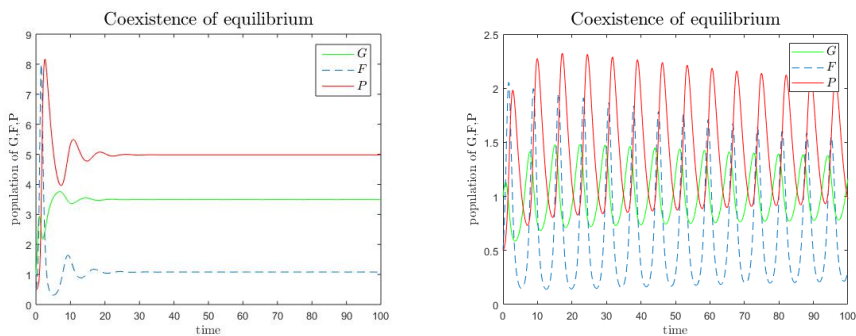 Coexistence of equilibrium
9
8
7
6
5
4
3
2
1
0
population of G,F,P
0 10 20 30 40 50 60 70 80 90 100
time
G
F
P
Coexistence of equilibrium
2.5
2
1.5
1
0.5
0
population of G,F,P
0 10 20 30 40 50 60 70 80 90 100
time
G
F
P